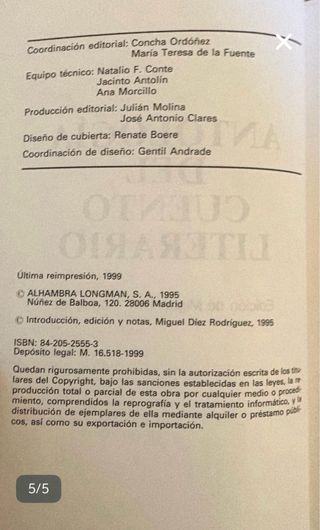 Coordinación editorial: Concha Ordóñez
María Teresa de la Fuente
Equipo técnico: Natalio F. Conte
Jacinto Antolín
Ana Morcillo
Producción editorial: Julián Molina
José Antonio Clares
Diseño de cubierta: Renate Boere
Coordinación de diseño: Gentil Andrade
ANTOLOGÍA
DEL
CUENTO
LITERARIO
Última reimpresión, 1999
© ALHAMBRA LONGMAN, S. A., 1995
Núñez de Balboa, 120. 28006 Madrid
© Introducción, edición y notas, Miguel Díez Rodríguez, 1995
ISBN: 84-205-2555-3
Depósito legal: M. 16.518-1999
Quedan rigurosamente prohibidas, sin la autorización escrita de los titu-
lares del Copyright, bajo las sanciones establecidas en las leyes, la re-
producción total o parcial de esta obra por cualquier medio o procedi-
miento, comprendidos la reprografía y el tratamiento informático, y la
distribución de ejemplares de ella mediante alquiler o préstamo públi-
cos, así como su exportación e importación.
5/5